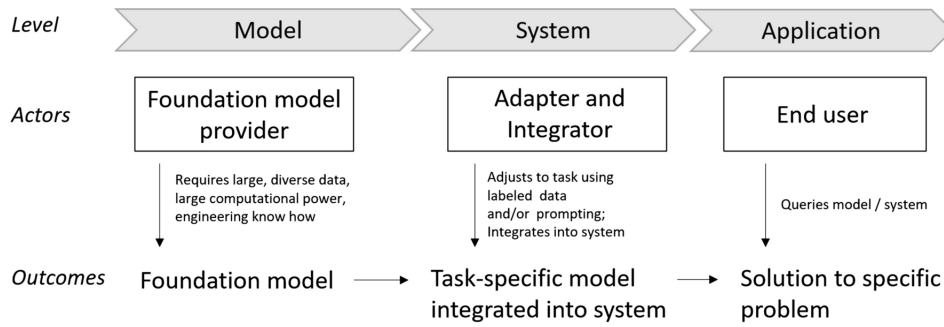 Level
Model
System
Application
Actors
Foundation model
provider
Adapter and
Integrator
End user
Requires large, diverse data,
large computational power,
engineering know how
Adjusts to task using
labeled data
and/or prompting;
Integrates into system
Queries model / system
Outcomes
Foundation model
Task-specific model
integrated into system
Solution to specific
problem